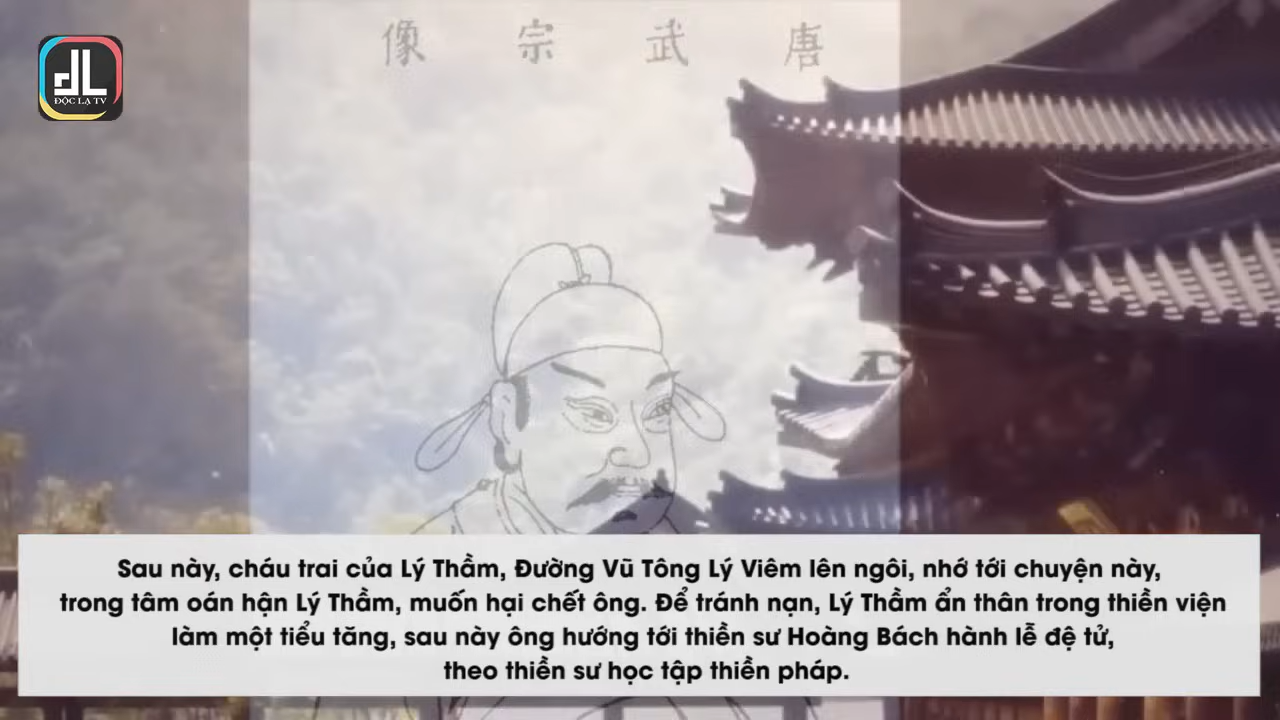 像宗武唐
ĐỘC LẠ TV
Sau này, cháu trai của Lý Thầm, Đường Vũ Tông Lý Viêm lên ngôi, nhớ tới chuyện này,
trong tâm oán hận Lý Thầm, muốn hại chết ông. Để tránh nạn, Lý Thầm ẩn thân trong thiền viện
làm một tiểu tăng, sau này ông hướng tới thiền sư Hoàng Bách hành lễ đệ tử,
theo thiền sư học tập thiền pháp.